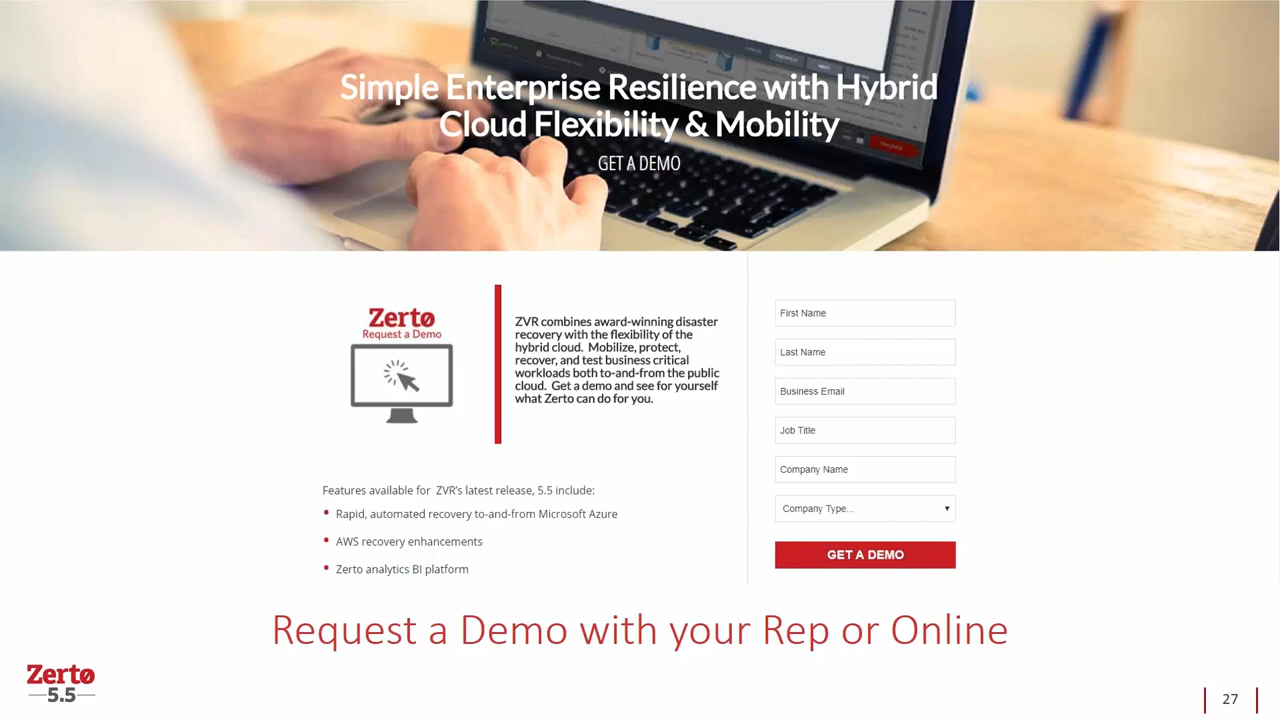 Simple Enterprise Resilience with Hybrid
Cloud Flexibility & Mobility
GET A DEMO
Zerto
Request a Demo
ZVR combines award-winning disaster
recovery with the flexibility of the
hybrid cloud. Mobilize, protect,
recover, and test business critical
workloads both to-and-from the public
cloud. Get a demo and see for yourself
what Zerto can do for you.
Features available for ZVR's latest release, 5.5 include:
• Rapid, automated recovery to-and-from Microsoft Azure
• AWS recovery enhancements
• Zerto analytics BI platform
First Name
Last Name
Business Email
Job Title
Company Name
Company Type...
GET A DEMO
Request a Demo with your Rep or Online
Zerto
5.5
27